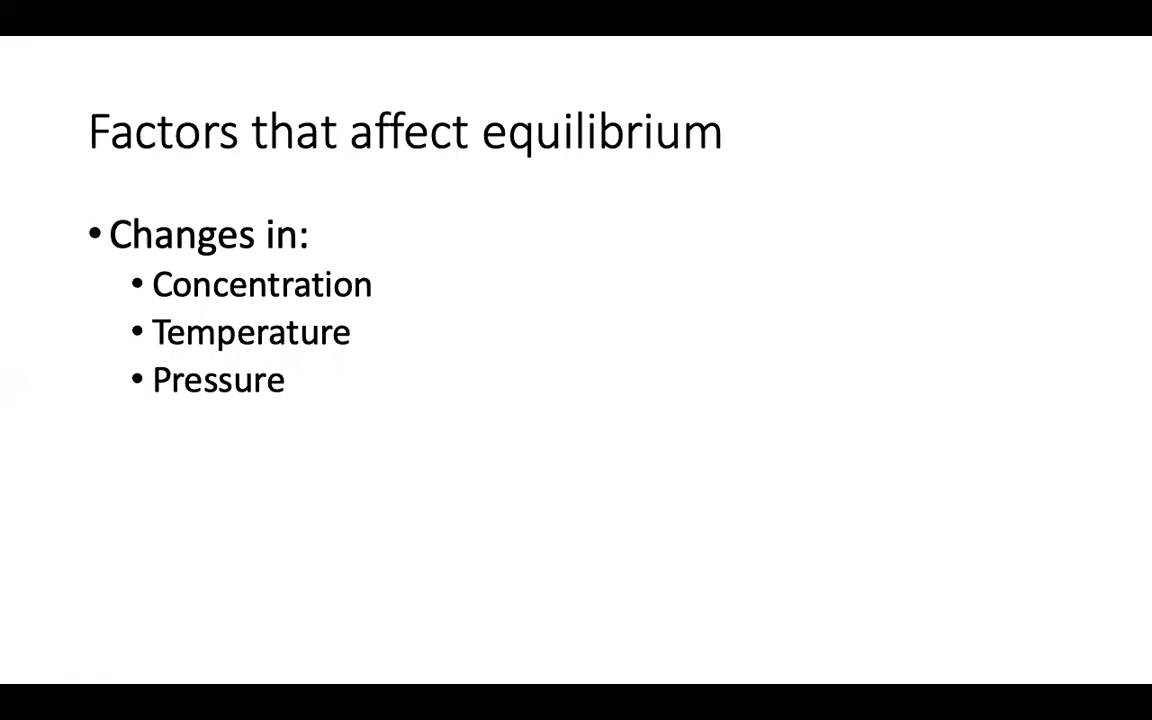 Factors that affect equilibrium
• Changes in:
• Concentration
• Temperature
• Pressure